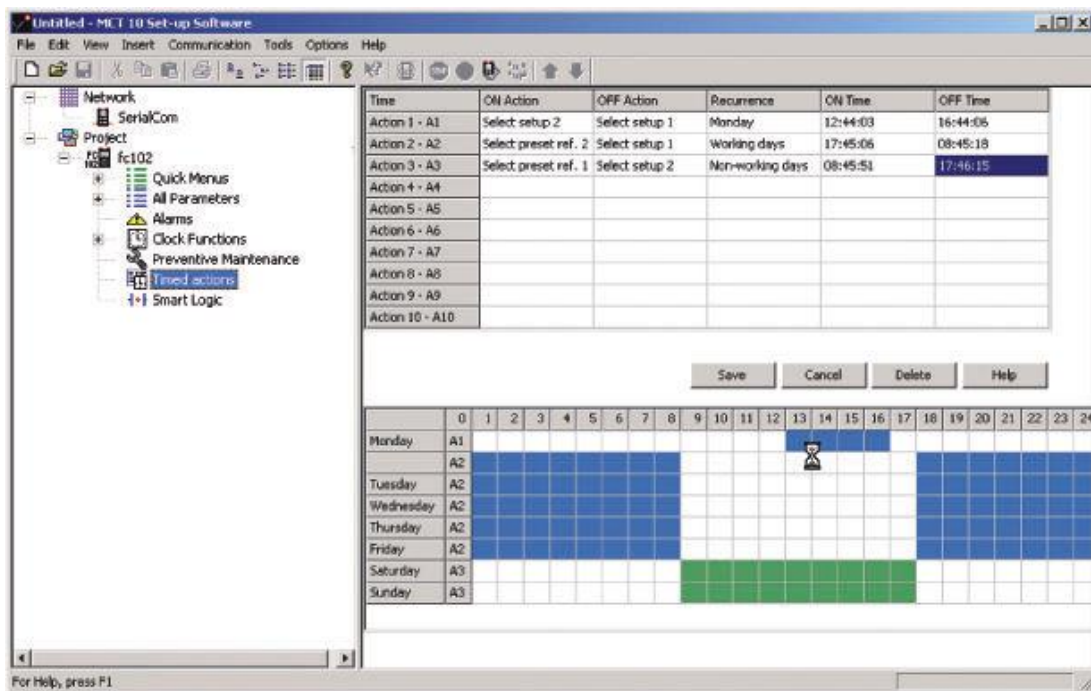 Untitled - MCT 10 Set-up Software
File Edit View Insert Communication Tools Options Help
Network
SerialCom
Project
fc102
Quick Menus
All Parameters
Alarms
Clock Functions
Preventive Maintenance
Timed actions
Smart Logic
Time ON Action OFF Action Recurrence ON Time OFF Time
Action 1 - A1 Select setup 2 Select setup 1 Monday 12:44:03 16:44:06
Action 2 - A2 Select preset ref. 2 Select setup 1 Working days 17:45:06 08:45:18
Action 3 - A3 Select preset ref. 1 Select setup 2 Non-working days 08:45:51 17:46:15
Action 4 - A4
Action 5 - A5
Action 6 - A6
Action 7 - A7
Action 8 - A8
Action 9 - A9
Action 10 - A10
Save Cancel Delete Help
0 1 2 3 4 5 6 7 8 9 10 11 12 13 14 15 16 17 18 19 20 21 22 23 24
Monday A1
A2
Tuesday A2
Wednesday A2
Thursday A2
Friday A2
Saturday A3
Sunday A3
For Help, press F1